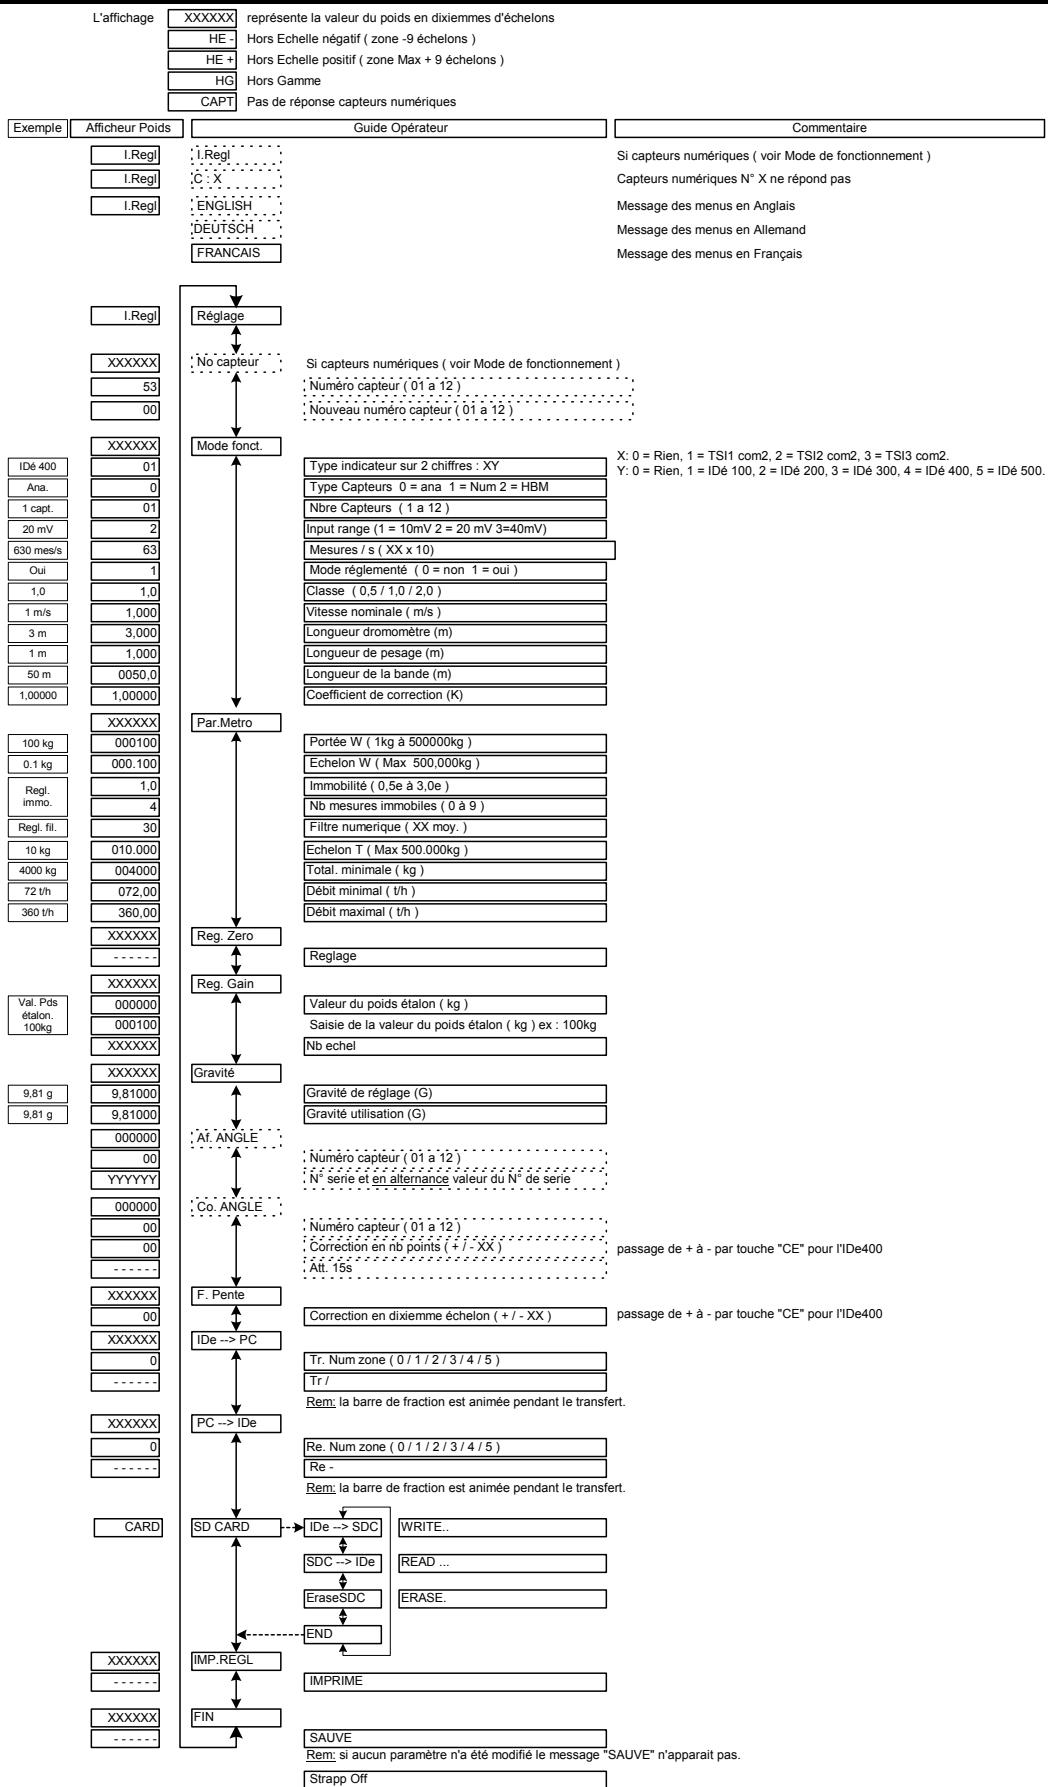 L'affichage XXXXXX représente la valeur du poids en dixiemmes d'échelons
HE - Hors Echelle négatif ( zone -9 échelons )
HE + Hors Echelle positif ( zone Max + 9 échelons )
HG Hors Gamme
CAPT Pas de réponse capteurs numériques
Exemple Afficheur Poids Guide Opérateur Commentaire
I.Regl I.Regl Si capteurs numériques ( voir Mode de fonctionnement )
I.Regl C : X Capteurs numériques N° X ne répond pas
I.Regl ENGLISH Message des menus en Anglais
DEUTSCH Message des menus en Allemand
FRANCAIS Message des menus en Français
I.Regl Réglage
XXXXXX No capteur Si capteurs numériques ( voir Mode de fonctionnement )
53 Numéro capteur ( 01 a 12 )
00 Nouveau numéro capteur ( 01 a 12 )
XXXXXX Mode fonct. X: 0 = Rien, 1 = TSI1 com2, 2 = TSI2 com2, 3 = TSI3 com2.
IDé 400 01 Type indicateur sur 2 chiffres : XY Y: 0 = Rien, 1 = IDé 100, 2 = IDé 200, 3 = IDé 300, 4 = IDé 400, 5 = IDé 500.
Ana. 0 Type Capteurs 0 = ana 1 = Num 2 = HBM
1 capt. 01 Nbre Capteurs ( 1 a 12 )
20 mV 2 Input range (1 = 10mV 2 = 20 mV 3=40mV)
630 mes/s 63 Mesures / s ( XX x 10)
Oui 1 Mode réglementé ( 0 = non 1 = oui )
1,0 1,0 Classe ( 0,5 / 1,0 / 2,0 )
1 m/s 1,000 Vitesse nominale ( m/s )
3 m 3,000 Longueur dromomètre (m)
1 m 1,000 Longueur de pesage (m)
50 m 0050,0 Longueur de la bande (m)
1,00000 1,00000 Coefficient de correction (K)
XXXXXX Par.Metro
100 kg 000100 Portée W ( 1kg à 500000kg )
0.1 kg 000.100 Echelon W ( Max 500,000kg )
Regl. immo. 1,0 Immobilité ( 0,5e à 3,0e )
4 Nb mesures immobiles ( 0 à 9 )
Regl. fil. 30 Filtre numerique ( XX moy. )
10 kg 010.000 Echelon T ( Max 500.000kg )
4000 kg 004000 Total. minimale ( kg )
72 t/h 072,00 Débit minimal ( t/h )
360 t/h 360,00 Débit maximal ( t/h )
XXXXXX Reg. Zero
- - - - - - Reglage
XXXXXX Reg. Gain
Val. Pds étalon. 100kg 000000 Valeur du poids étalon ( kg )
000100 Saisie de la valeur du poids étalon ( kg ) ex : 100kg
XXXXXX Nb echel
XXXXXX Gravité
9,81 g 9,81000 Gravité de réglage (G)
9,81 g 9,81000 Gravité utilisation (G)
000000 Af. ANGLE
00 Numéro capteur ( 01 a 12 )
YYYYYY N° serie et en alternance valeur du N° de serie
000000 Co. ANGLE
00 Numéro capteur ( 01 a 12 )
00 Correction en nb points ( + / - XX ) passage de + à - par touche "CE" pour l'IDe400
- - - - - - Att. 15s
XXXXXX F. Pente
00 Correction en dixiemme échelon ( + / - XX ) passage de + à - par touche "CE" pour l'IDe400
XXXXXX IDe --> PC
0 Tr. Num zone ( 0 / 1 / 2 / 3 / 4 / 5 )
- - - - - - Tr /
Rem: la barre de fraction est animée pendant le transfert.
XXXXXX PC --> IDe
0 Re. Num zone ( 0 / 1 / 2 / 3 / 4 / 5 )
- - - - - - Re -
Rem: la barre de fraction est animée pendant le transfert.
CARD SD CARD IDe --> SDC WRITE..
SDC --> IDe READ ...
EraseSDC ERASE.
END
XXXXXX IMP.REGL
- - - - - - IMPRIME
XXXXXX FIN
- - - - - - SAUVE
Rem: si aucun paramètre n'a été modifié le message "SAUVE" n'apparait pas.
Strapp Off